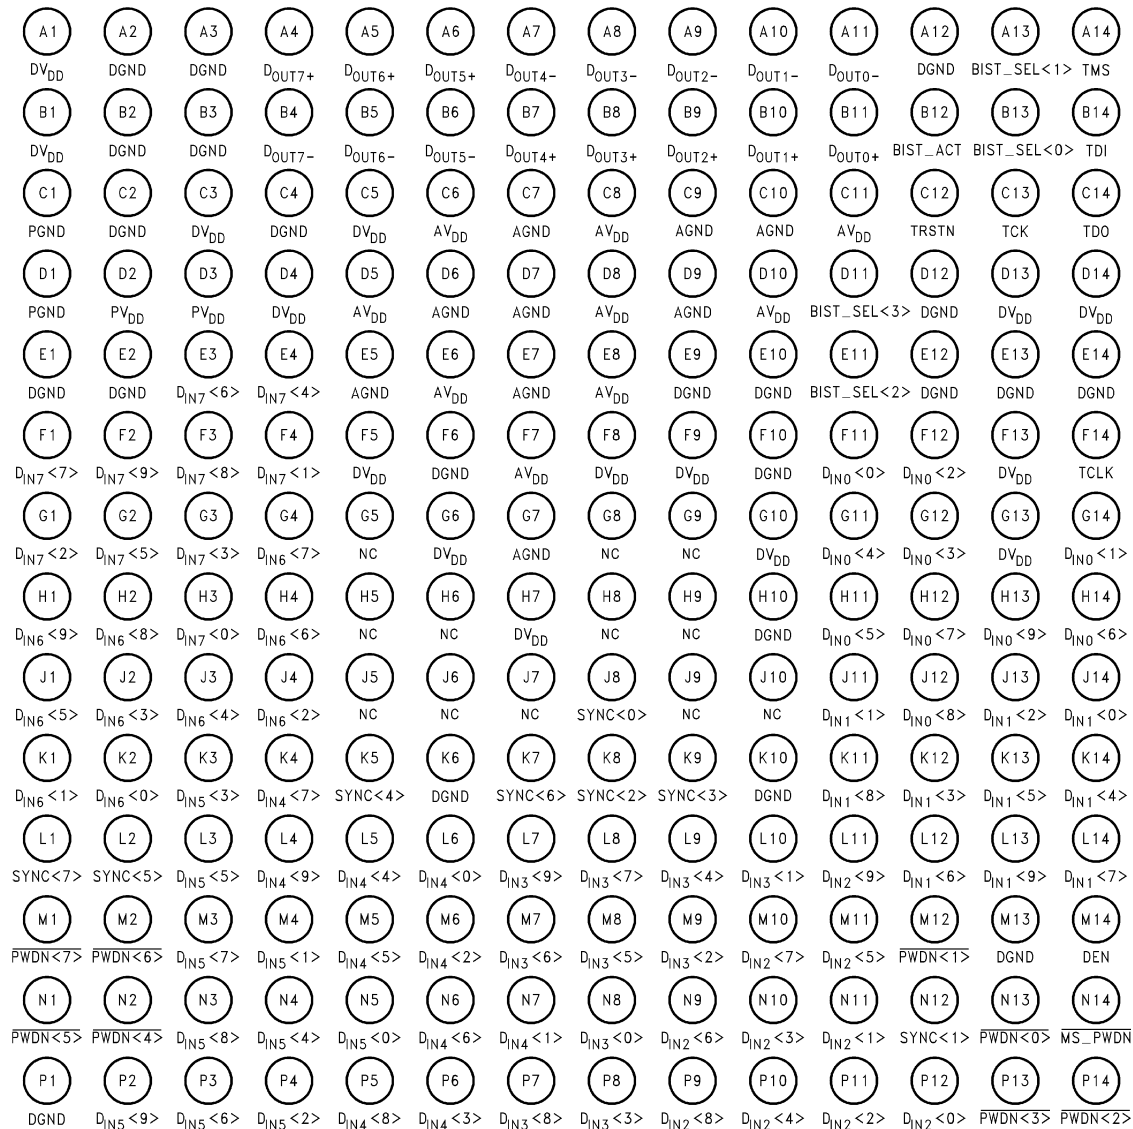 A1 A2 A3 A4 A5 A6 A7 A8 A9 A10 A11 A12 A13 A14
DVDD DGND DGND DOUT7+ DOUT6+ DOUT5+ DOUT4- DOUT3- DOUT2- DOUT1- DOUT0- DGND BIST_SEL<1> TMS
B1 B2 B3 B4 B5 B6 B7 B8 B9 B10 B11 B12 B13 B14
DVDD DGND DGND DOUT7- DOUT6- DOUT5- DOUT4+ DOUT3+ DOUT2+ DOUT1+ DOUT0+ BIST_ACT BIST_SEL<0> TDI
C1 C2 C3 C4 C5 C6 C7 C8 C9 C10 C11 C12 C13 C14
PGND DGND DVDD DGND DVDD AVDD AGND AVDD AGND AGND AVDD TRSTN TCK TDO
D1 D2 D3 D4 D5 D6 D7 D8 D9 D10 D11 D12 D13 D14
PGND PVDD PVDD DVDD AVDD AGND AGND AVDD AGND AVDD BIST_SEL<3> DGND DVDD DVDD
E1 E2 E3 E4 E5 E6 E7 E8 E9 E10 E11 E12 E13 E14
DGND DGND DIN7<6> DIN7<4> AGND AVDD AGND AVDD DGND DGND BIST_SEL<2> DGND DGND DGND
F1 F2 F3 F4 F5 F6 F7 F8 F9 F10 F11 F12 F13 F14
DIN7<7> DIN7<9> DIN7<8> DIN7<1> DVDD DGND AVDD DVDD DVDD DGND DIN0<0> DIN0<2> DVDD TCLK
G1 G2 G3 G4 G5 G6 G7 G8 G9 G10 G11 G12 G13 G14
DIN7<2> DIN7<5> DIN7<3> DIN6<7> NC DVDD AGND NC NC DVDD DIN0<4> DIN0<3> DVDD DIN0<1>
H1 H2 H3 H4 H5 H6 H7 H8 H9 H10 H11 H12 H13 H14
DIN6<9> DIN6<8> DIN7<0> DIN6<6> NC NC DVDD NC NC DGND DIN0<5> DIN0<7> DIN0<9> DIN0<6>
J1 J2 J3 J4 J5 J6 J7 J8 J9 J10 J11 J12 J13 J14
DIN6<5> DIN6<3> DIN6<4> DIN6<2> NC NC NC SYNC<0> NC NC DIN1<1> DIN0<8> DIN1<2> DIN1<0>
K1 K2 K3 K4 K5 K6 K7 K8 K9 K10 K11 K12 K13 K14
DIN6<1> DIN6<0> DIN5<3> DIN4<7> SYNC<4> DGND SYNC<6> SYNC<2> SYNC<3> DGND DIN1<8> DIN1<3> DIN1<5> DIN1<4>
L1 L2 L3 L4 L5 L6 L7 L8 L9 L10 L11 L12 L13 L14
SYNC<7> SYNC<5> DIN5<5> DIN4<9> DIN4<4> DIN4<0> DIN3<9> DIN3<7> DIN3<4> DIN3<1> DIN2<9> DIN1<6> DIN1<9> DIN1<7>
M1 M2 M3 M4 M5 M6 M7 M8 M9 M10 M11 M12 M13 M14
PWDN<7> PWDN<6> DIN5<7> DIN5<1> DIN4<5> DIN4<2> DIN3<6> DIN3<5> DIN3<2> DIN2<7> DIN2<5> PWDN<1> DGND DEN
N1 N2 N3 N4 N5 N6 N7 N8 N9 N10 N11 N12 N13 N14
PWDN<5> PWDN<4> DIN5<8> DIN5<4> DIN5<0> DIN4<6> DIN4<1> DIN3<0> DIN2<6> DIN2<3> DIN2<1> SYNC<1> PWDN<0> MS_PWDN
P1 P2 P3 P4 P5 P6 P7 P8 P9 P10 P11 P12 P13 P14
DGND DIN5<9> DIN5<6> DIN5<2> DIN4<8> DIN4<3> DIN3<8> DIN3<3> DIN2<8> DIN2<4> DIN2<2> DIN2<0> PWDN<3> PWDN<2>